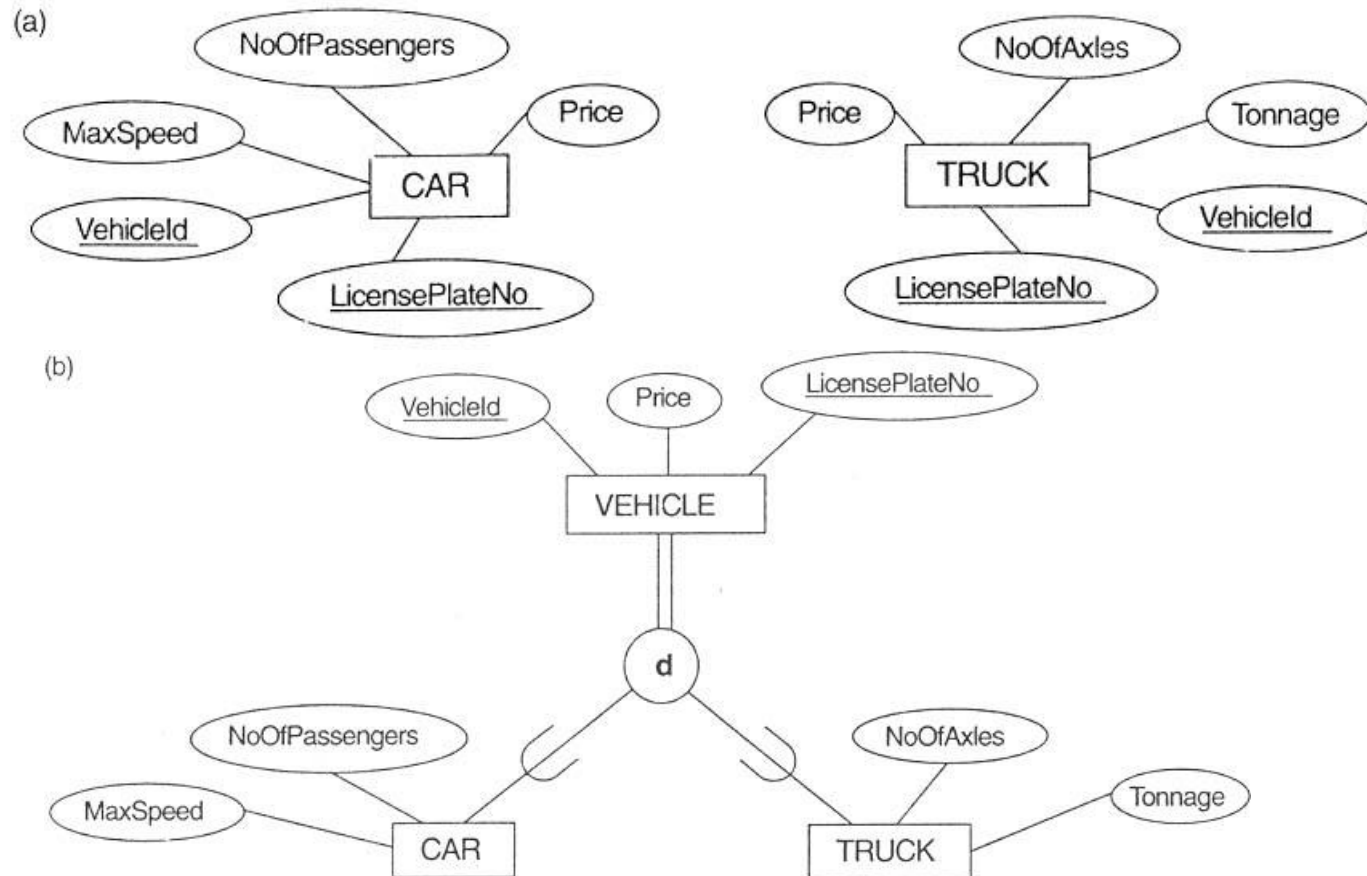 (a)
NoOfPassengers
NoOfAxles
MaxSpeed
Price
Price
Tonnage
CAR
TRUCK
VehicleId
VehicleId
LicensePlateNo
LicensePlateNo
(b)
VehicleId
Price
LicensePlateNo
VEHICLE
d
NoOfPassengers
NoOfAxles
MaxSpeed
Tonnage
CAR
TRUCK